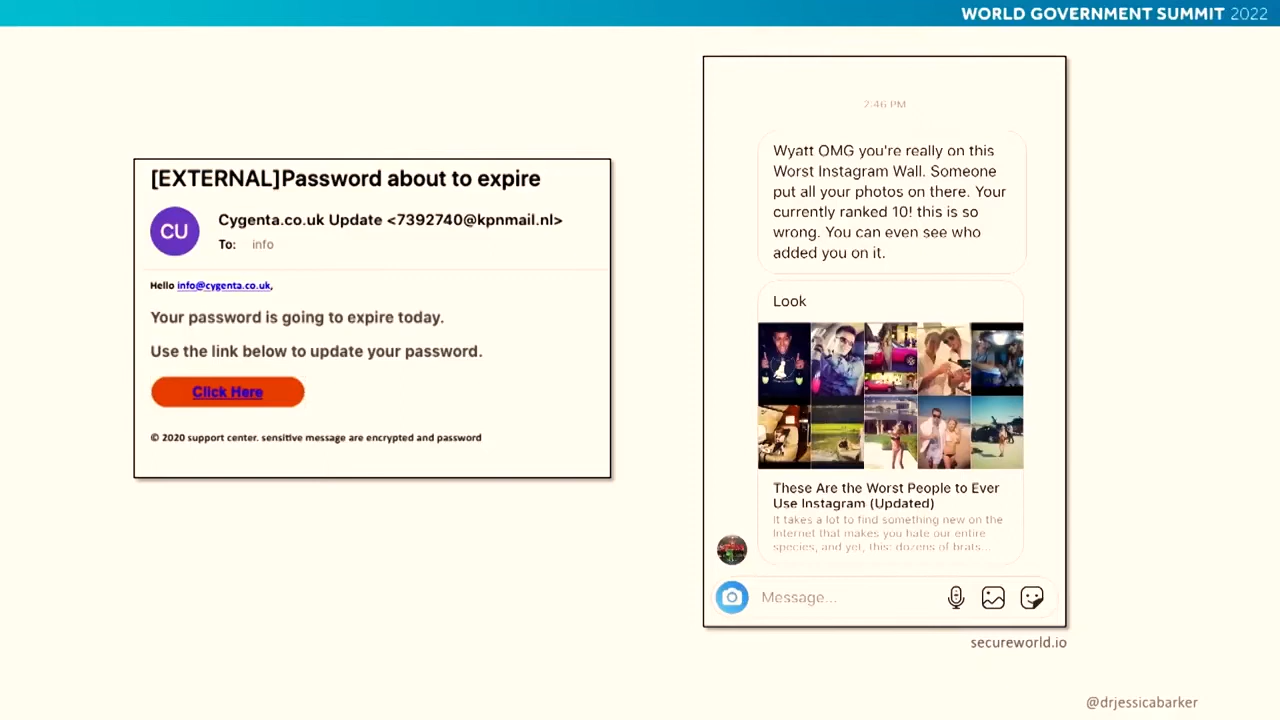 WORLD GOVERNMENT SUMMIT 2022
[EXTERNAL]Password about to expire
CU
Cygenta.co.uk Update <7392740@kpnmail.nl>
To: info
Hello info@cygenta.co.uk,
Your password is going to expire today.
Use the link below to update your password.
Click Here
© 2020 support center. sensitive message are encrypted and password
2:46 PM
Wyatt OMG you're really on this
Worst Instagram Wall. Someone
put all your photos on there. Your
currently ranked 10! this is so
wrong. You can even see who
added you on it.
Look
These Are the Worst People to Ever
Use Instagram (Updated)
It takes a lot to find something new on the
Internet that makes you hate our entire
species, and yet, this: dozens of brats...
Message...
secureworld.io
@drjessicabarker